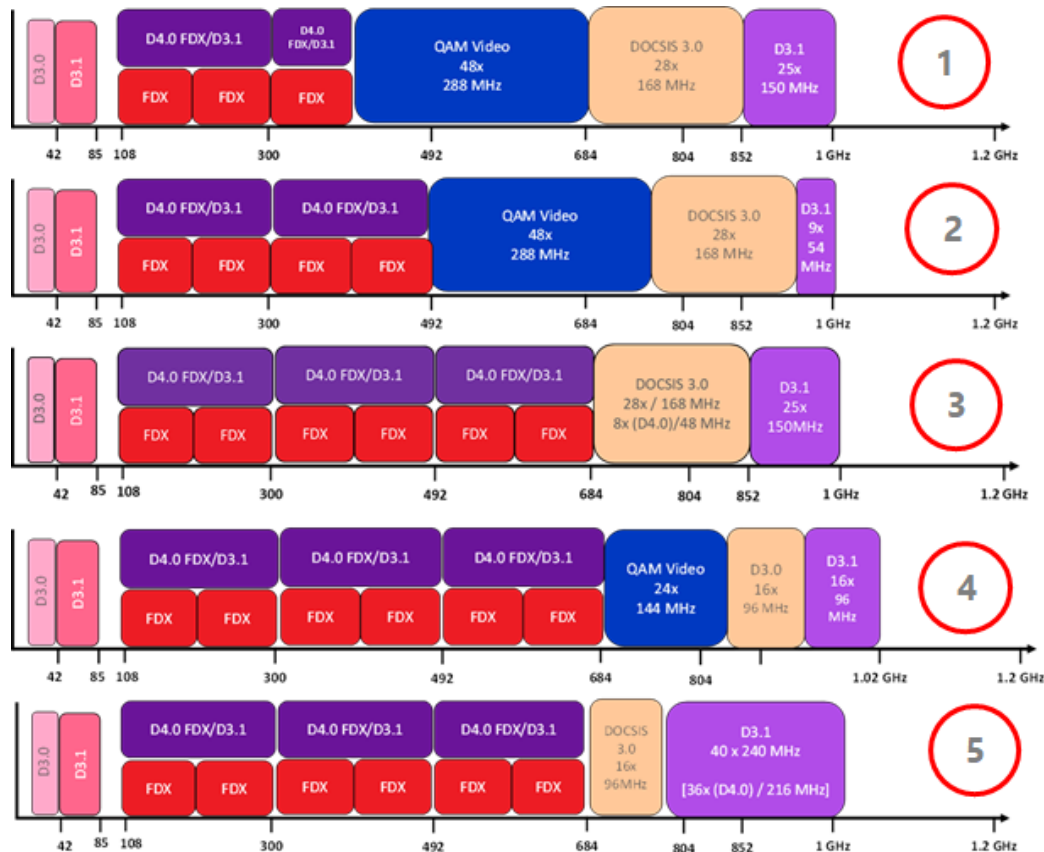 D3.0
D3.1
D4.0 FDX/D3.1
D4.0
FDX/D3.1
FDX
FDX
FDX
QAM Video
48x
288 MHz
DOCSIS 3.0
28x
168 MHz
D3.1
25x
150 MHz
1
42
85
108
300
492
684
804
852
1 GHz
1.2 GHz
D3.0
D3.1
D4.0 FDX/D3.1
D4.0 FDX/D3.1
FDX
FDX
FDX
FDX
QAM Video
48x
288 MHz
DOCSIS 3.0
28x
168 MHz
D3.1
9x
54
MHz
2
42
85
108
300
492
684
804
852
1 GHz
1.2 GHz
D3.0
D3.1
D4.0 FDX/D3.1
D4.0 FDX/D3.1
D4.0 FDX/D3.1
FDX
FDX
FDX
FDX
FDX
FDX
DOCSIS 3.0
28x / 168 MHz
8x (D4.0)/48 MHz
D3.1
25x
150MHz
3
42
85
108
300
492
684
804
852
1 GHz
1.2 GHz
D3.0
D3.1
D4.0 FDX/D3.1
D4.0 FDX/D3.1
D4.0 FDX/D3.1
FDX
FDX
FDX
FDX
FDX
FDX
QAM Video
24x
144 MHz
D3.0
16x
96 MHz
D3.1
16x
96
MHz
4
42
85
108
300
492
684
804
1.02 GHz
1.2 GHz
D3.0
D3.1
D4.0 FDX/D3.1
D4.0 FDX/D3.1
D4.0 FDX/D3.1
FDX
FDX
FDX
FDX
FDX
FDX
DOCSIS
3.0
16x
96MHz
D3.1
40 x 240 MHz
[36x (D4.0) / 216 MHz]
5
42
85
108
300
492
684
804
852
1 GHz
1.2 GHz